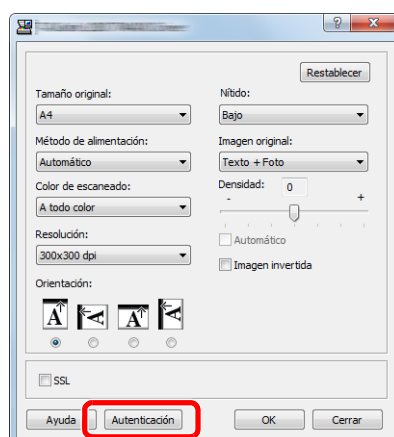 Restablecer
Tamaño original:
Nítido:
A4
Bajo
Método de alimentación:
Imagen original:
Automático
Texto + Foto
Color de escaneado:
Densidad: 0
A todo color
- +
Resolución:
Automático
300x300 dpi
Imagen invertida
Orientación:
A A A A
SSL
Ayuda Autenticación OK Cerrar